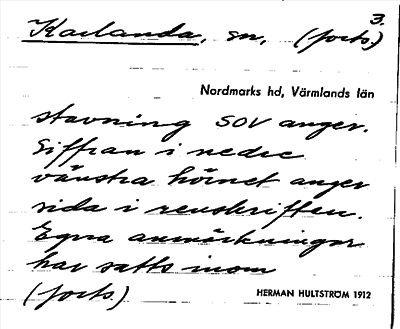 3.
Karlanda, sn, (forts.)
Nordmarks hd, Värmlands län
stavning SOV anger.
Siffran i nedre
vänstra hörnet anger
sida i renskriften.
Egna anmärkningar
har satts inom
(forts.)
HERMAN HULTSTRÖM 1912